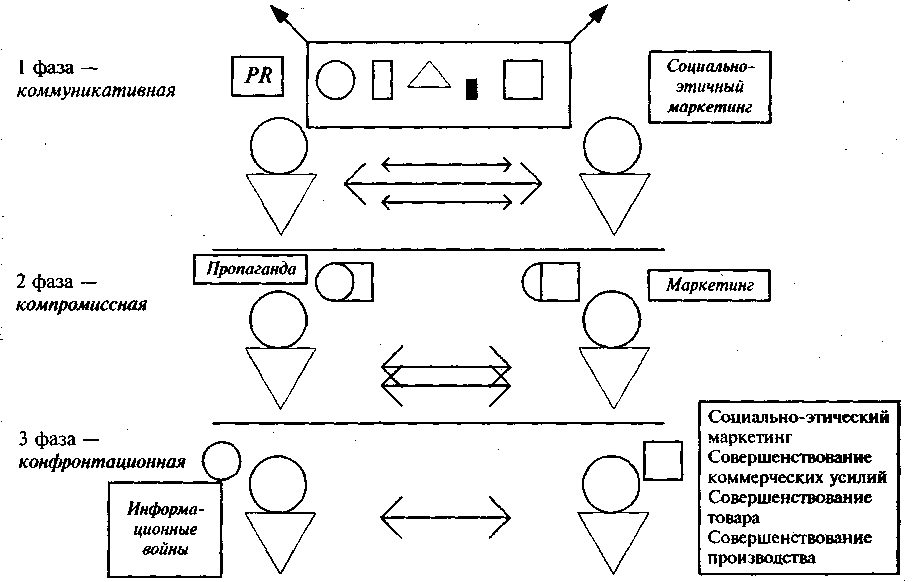 1 фаза —
коммуникативная
PR
Социально-
этичный
маркетинг
2 фаза —
компромиссная
Пропаганда
Маркетинг
3 фаза —
конфронтационная
Информа-
ционные
войны
Социально-этический
маркетинг
Совершенствование
коммерческих усилий
Совершенствование
товара
Совершенствование
производства